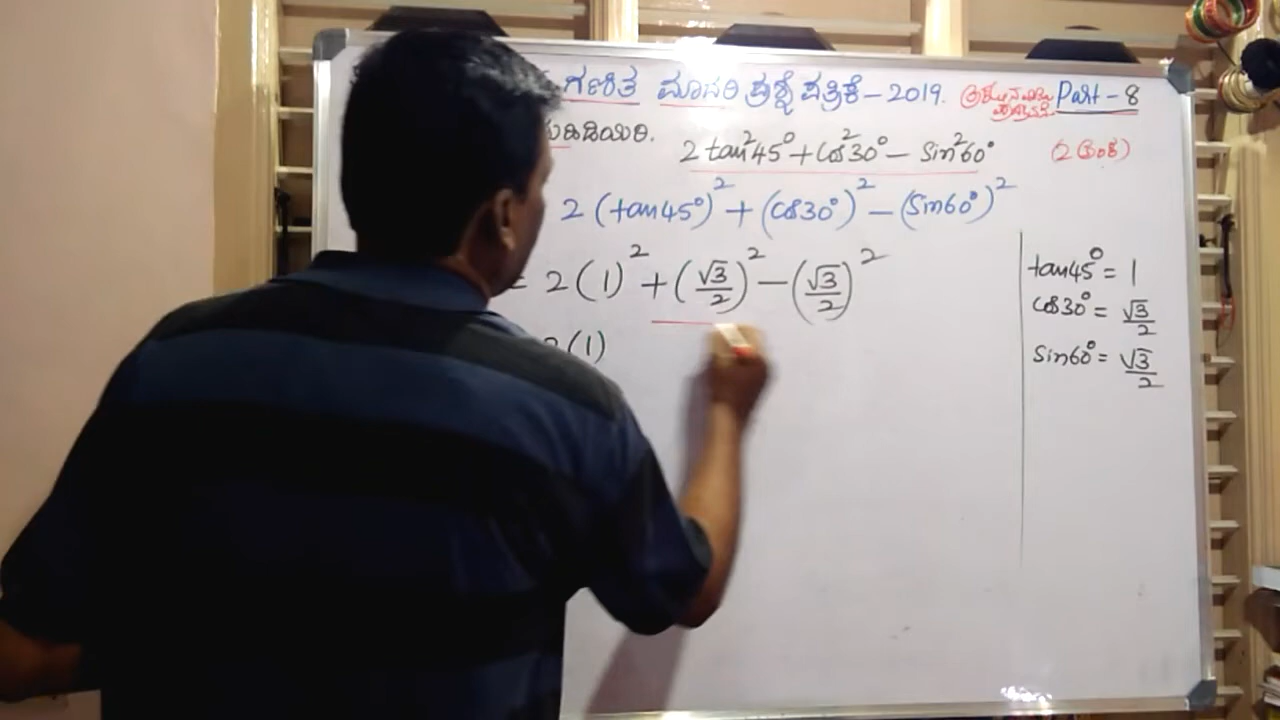 ಗಣಿತ ಮಾದರಿ ಪ್ರಶ್ನೆ ಪತ್ರಿಕೆ – 2019. Part – 8
2 tan²45° + Cos²30° – Sin²60° (2 ಅಂಕ)
2 (tan45°)² + (Cos30°)² – (Sin60°)²
= 2 (1)² + (√3/2)² – (√3/2)²
2(1)
tan45° = 1
Cos30° = √3/2
Sin60° = √3/2